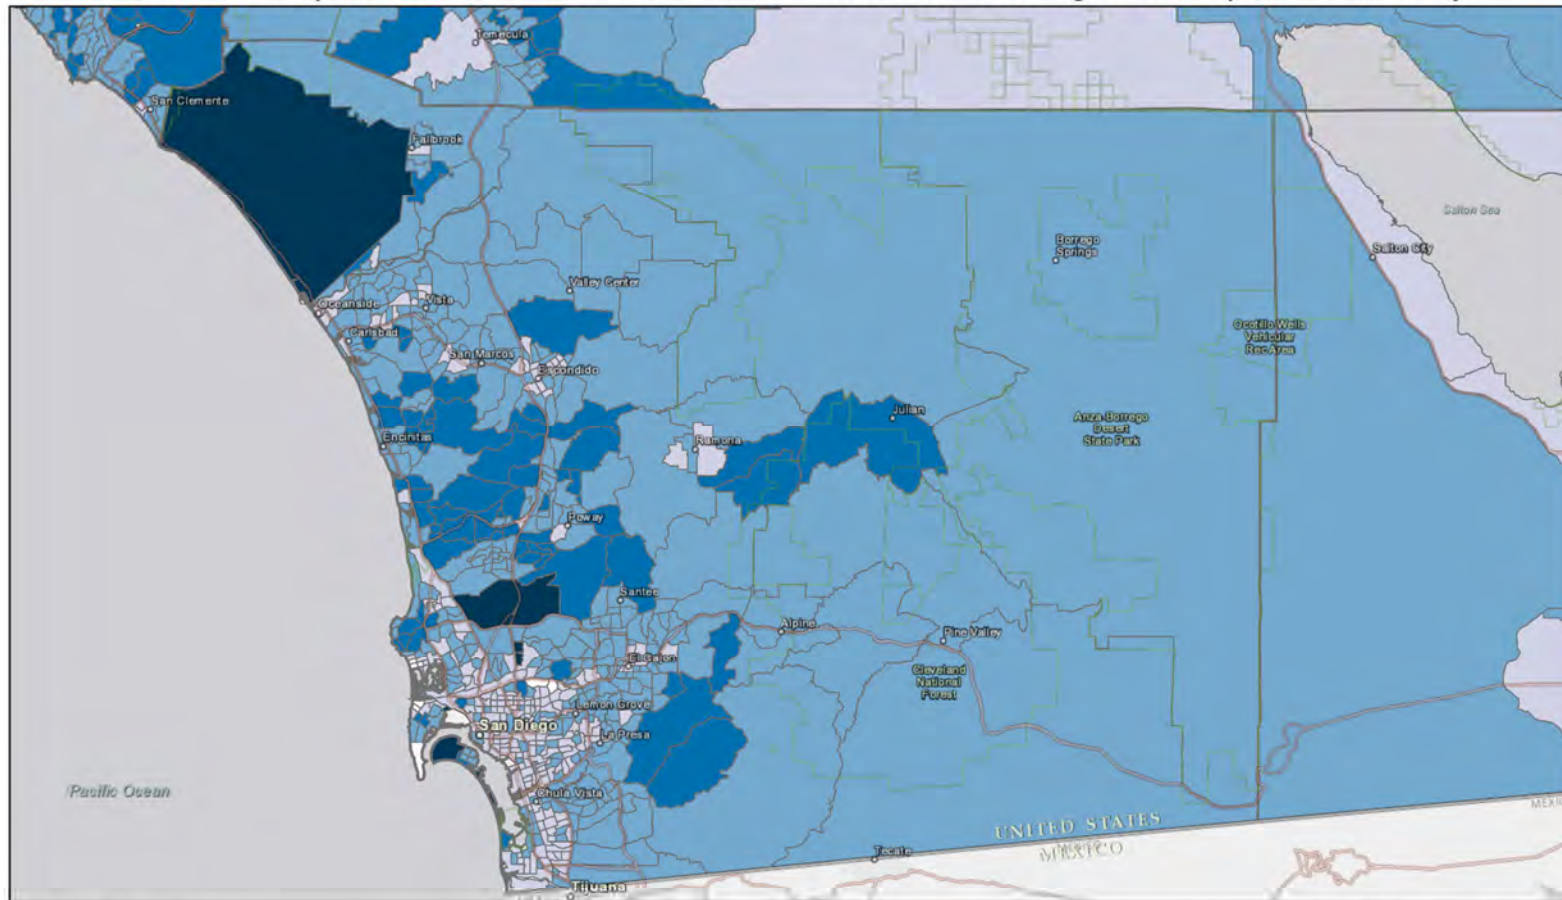 Temecula
San Clemente
Fallbrook
Salton Sea
Borrego
Springs
Salton City
Valley Center
Oceanside
Vista
Ocotillo Wells
Vehicular
Rec Area
Carlsbad
San Marcos
Escondido
Julian
Anza-Borrego
Desert
State Park
Encinitas
Ramona
Poway
Santee
Alpine
Pine Valley
El Cajon
Cleveland
National
Forest
Lemon Grove
San Diego
La Presa
Pacific Ocean
Chula Vista
UNITED STATES
MEXICO
Tecate
Tijuana